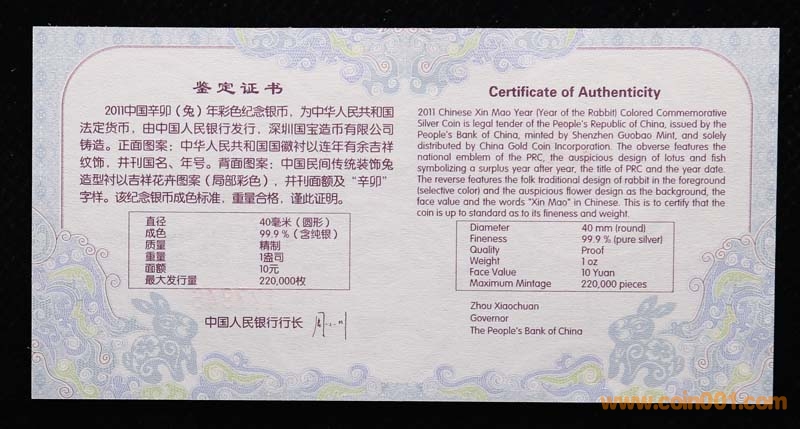 鉴定证书
2011中国辛卯（兔）年彩色纪念银币，为中华人民共和国
法定货币，由中国人民银行发行，深圳国宝造币有限公司
铸造。正面图案：中华人民共和国国徽衬以连年有余吉祥
纹饰，并刊国名、年号。背面图案：中国民间传统装饰兔
造型衬以吉祥花卉图案（局部彩色），并刊面额及“辛卯”
字样。该纪念银币成色标准，重量合格，谨此证明。
直径 40毫米（圆形）
成色 99.9％（含纯银）
质量 精制
重量 1盎司
面额 10元
最大发行量 220,000枚
中国人民银行行长
Certificate of Authenticity
2011 Chinese Xin Mao Year (Year of the Rabbit) Colored Commemorative
Silver Coin is legal tender of the People's Republic of China, issued by the
People's Bank of China, minted by Shenzhen Guobao Mint, and solely
distributed by China Gold Coin Incorporation. The obverse features the
national emblem of the PRC, the auspicious design of lotus and fish
symbolizing a surplus year after year, the title of PRC and the year date.
The reverse features the folk traditional design of rabbit in the foreground
(selective color) and the auspicious flower design as the background, the
face value and the words "Xin Mao" in Chinese. This is to certify that the
coin is up to standard as to its fineness and weight.
Diameter 40 mm (round)
Fineness 99.9 % (pure silver)
Quality Proof
Weight 1 oz
Face Value 10 Yuan
Maximum Mintage 220,000 pieces
Zhou Xiaochuan
Governor
The People's Bank of China
www.coin001.com